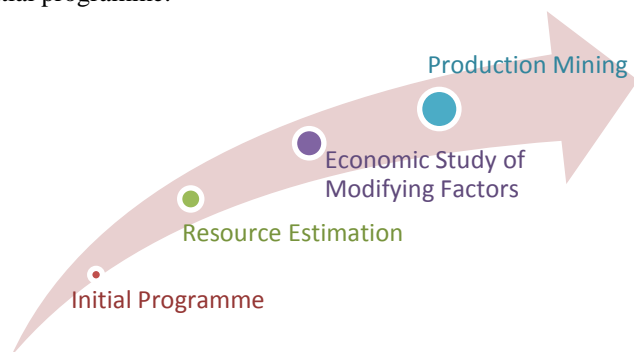 Production Mining
Economic Study of
Modifying Factors
Resource Estimation
Initial Programme